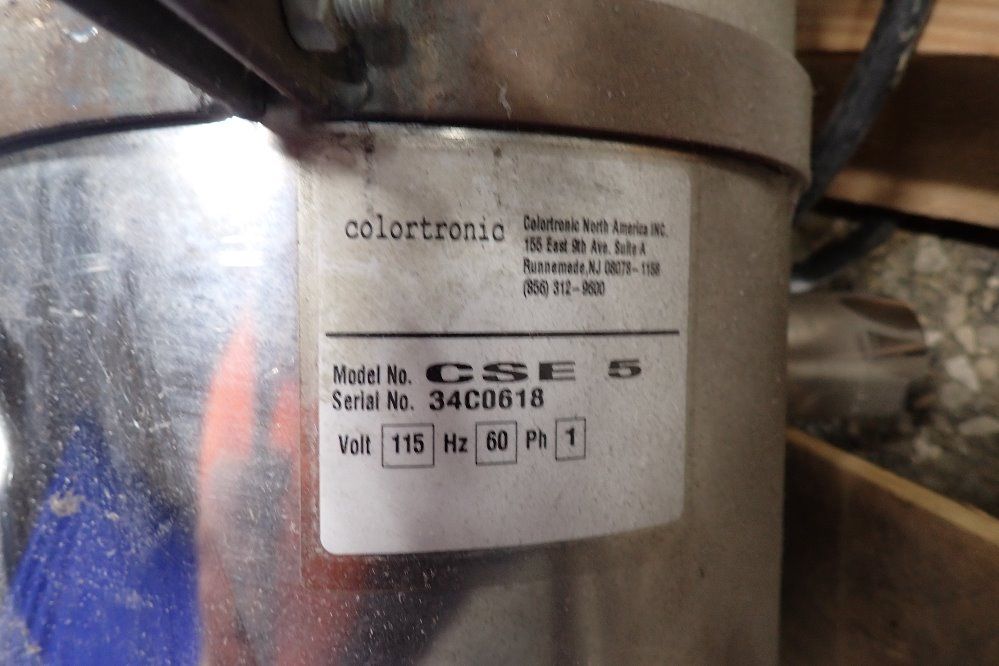 colortronic
Colortronic North America INC.
155 East 9th Ave. Suite A
Runnemede,NJ 08078-1158
(856) 312-9600
Model No. CSE 5
Serial No. 34C0618
Volt 115 Hz 60 Ph 1